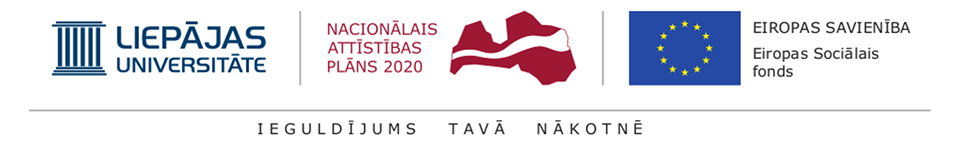 LIEPĀJAS
UNIVERSITĀTE
NACIONĀLAIS
ATTĪSTĪBAS
PLĀNS 2020
EIROPAS SAVIENĪBA
Eiropas Sociālais
fonds
IEGULDĪJUMS TAVĀ NĀKOTNĒ